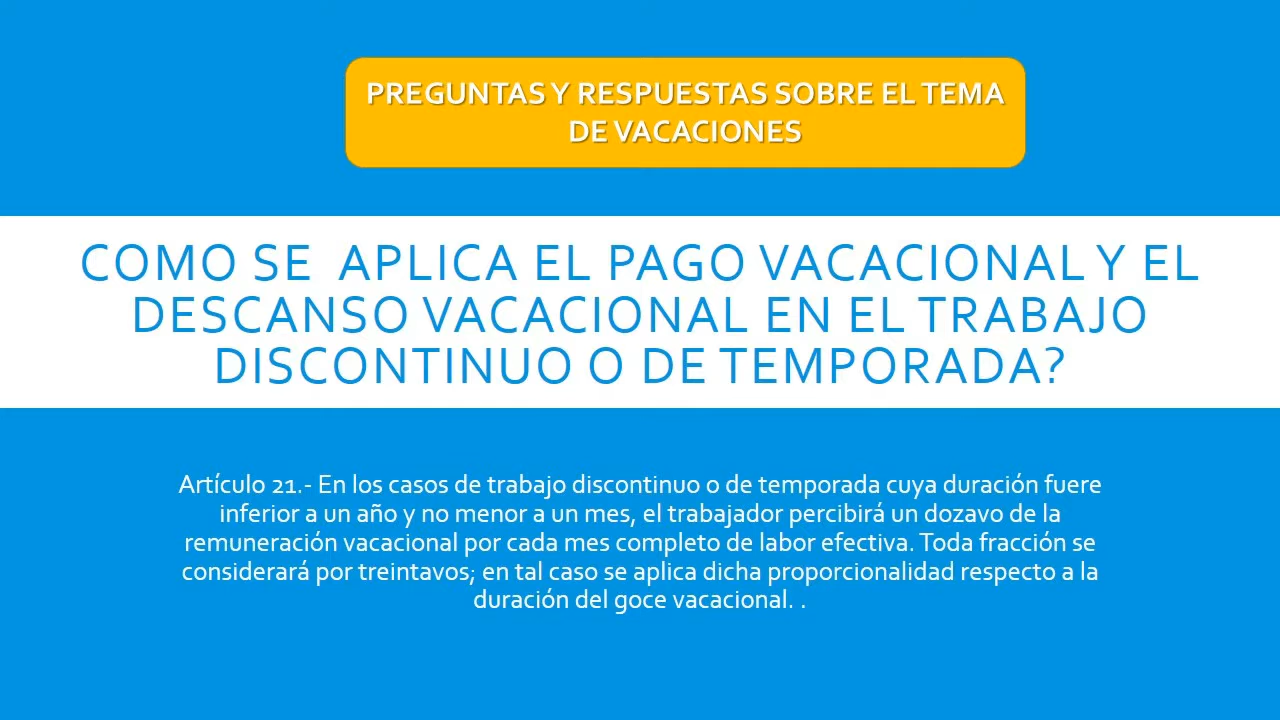 PREGUNTAS Y RESPUESTAS SOBRE EL TEMA
DE VACACIONES
COMO SE APLICA EL PAGO VACACIONAL Y EL
DESCANSO VACACIONAL EN EL TRABAJO
DISCONTINUO O DE TEMPORADA?
Artículo 21.- En los casos de trabajo discontinuo o de temporada cuya duración fuere
inferior a un año y no menor a un mes, el trabajador percibirá un dozavo de la
remuneración vacacional por cada mes completo de labor efectiva. Toda fracción se
considerará por treintavos; en tal caso se aplica dicha proporcionalidad respecto a la
duración del goce vacacional. .